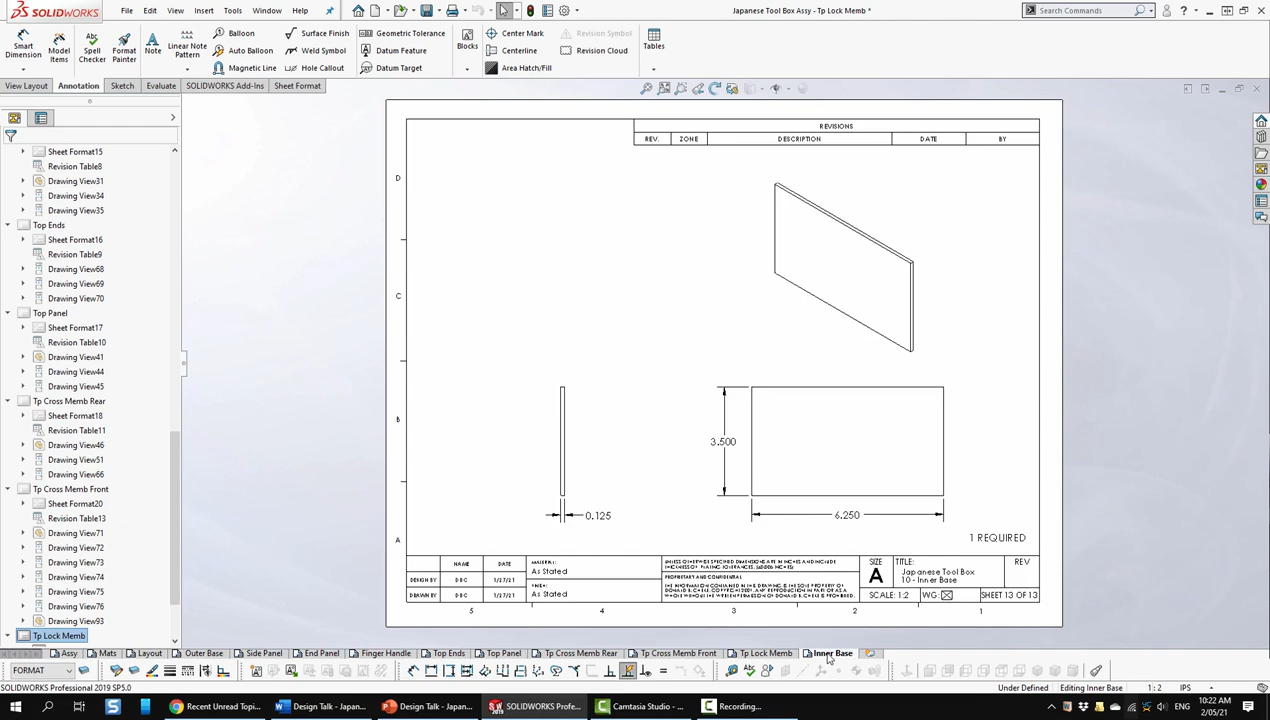 SOLIDWORKS
File Edit View Insert Tools Window Help
Japanese Tool Box Assy - Tp Lock Memb *
Search Commands
Smart Dimension
Model Items
Spell Checker
Format Painter
Note
Linear Note Pattern
Balloon
Auto Balloon
Magnetic Line
Surface Finish
Weld Symbol
Hole Callout
Geometric Tolerance
Datum Feature
Datum Target
Blocks
Center Mark
Centerline
Area Hatch/Fill
Revision Symbol
Revision Cloud
Tables
View Layout Annotation Sketch Evaluate SOLIDWORKS Add-Ins Sheet Format
Sheet Format15
Revision Table8
Drawing View31
Drawing View34
Drawing View35
Top Ends
Sheet Format16
Revision Table9
Drawing View68
Drawing View69
Drawing View70
Top Panel
Sheet Format17
Revision Table10
Drawing View41
Drawing View44
Drawing View45
Tp Cross Memb Rear
Sheet Format18
Revision Table11
Drawing View46
Drawing View51
Drawing View66
Tp Cross Memb Front
Sheet Format20
Revision Table13
Drawing View71
Drawing View72
Drawing View73
Drawing View74
Drawing View75
Drawing View76
Drawing View93
Tp Lock Memb
REVISIONS
REV. ZONE DESCRIPTION DATE BY
D
C
B
A
3.500
0.125
6.250
1 REQUIRED
NAME DATE
DESIGN BY D B C 1/27/21
DRAWN BY D B C 1/27/21
MATERIAL:
As Stated
FINISH:
As Stated
PROPRIETARY AND CONFIDENTIAL
SIZE
A
TITLE:
Japanese Tool Box
10 - Inner Base
REV
SCALE: 1:2 WG: SHEET 13 OF 13
5 4 3 2 1
Assy Mats Layout Outer Base Side Panel End Panel Finger Handle Top Ends Top Panel Tp Cross Memb Rear Tp Cross Memb Front Tp Lock Memb Inner Base
FORMAT
SOLIDWORKS Professional 2019 SP5.0
Under Defined Editing Inner Base 1 : 2 IPS
Recent Unread Topi...
Design Talk - Japan...
Design Talk - Japan...
SOLIDWORKS Profe...
Camtasia Studio - ...
Recording...
10:22 AM
2/05/21